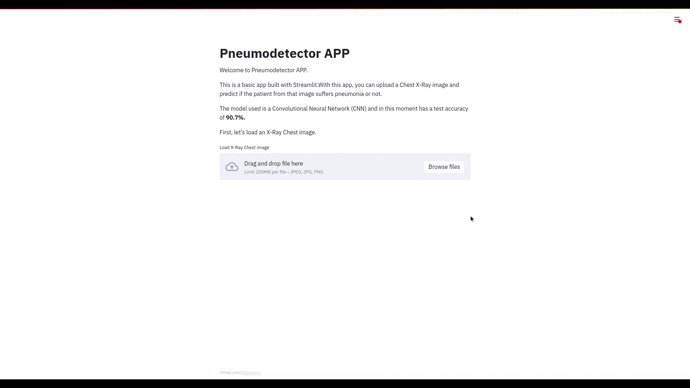 Pneumodetector APP
Welcome to Pneumodetector APP.
This is a basic app built with Streamlit.With this app, you can upload a Chest X-Ray image and
predict if the patient from that image suffers pneumonia or not.
The model used is a Convolutional Neural Network (CNN) and in this moment has a test accuracy
of 90.7%.
First, let's load an X-Ray Chest image.
Load X-Ray Chest image
Drag and drop file here
Limit 200MB per file • JPEG, JPG, PNG
Browse files